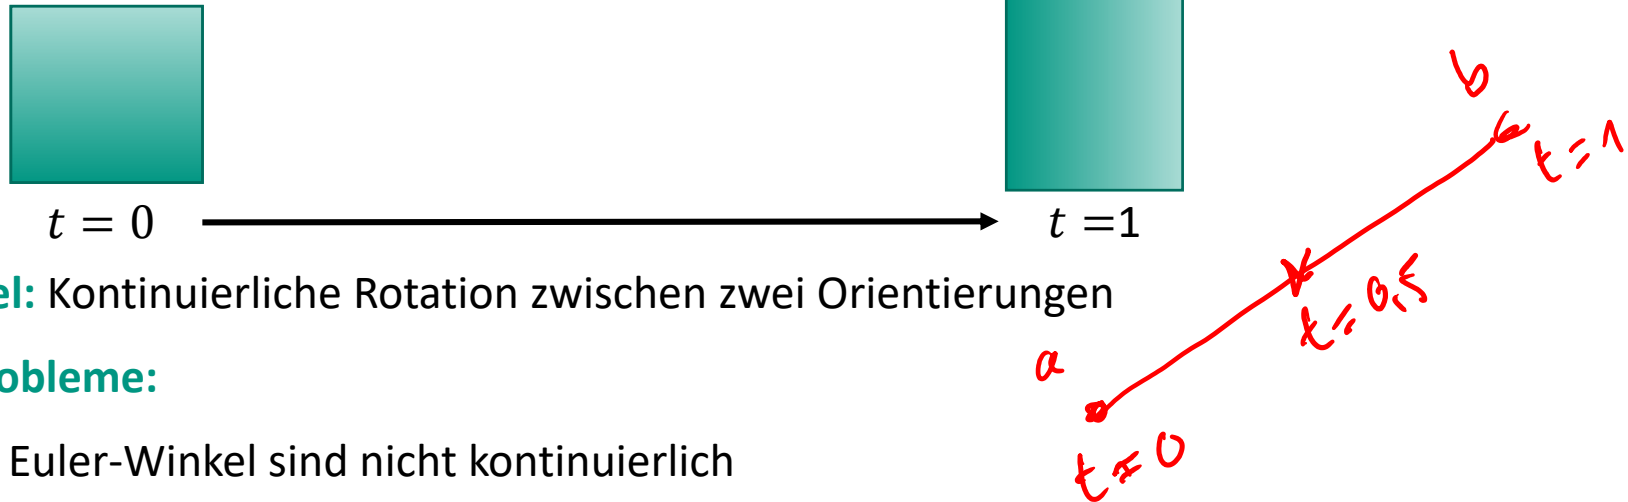 b
t = 1
t = 0    t =1
el: Kontinuierliche Rotation zwischen zwei Orientierungen
t = 0,5
a
obleme:
Euler-Winkel sind nicht kontinuierlich
t = 0